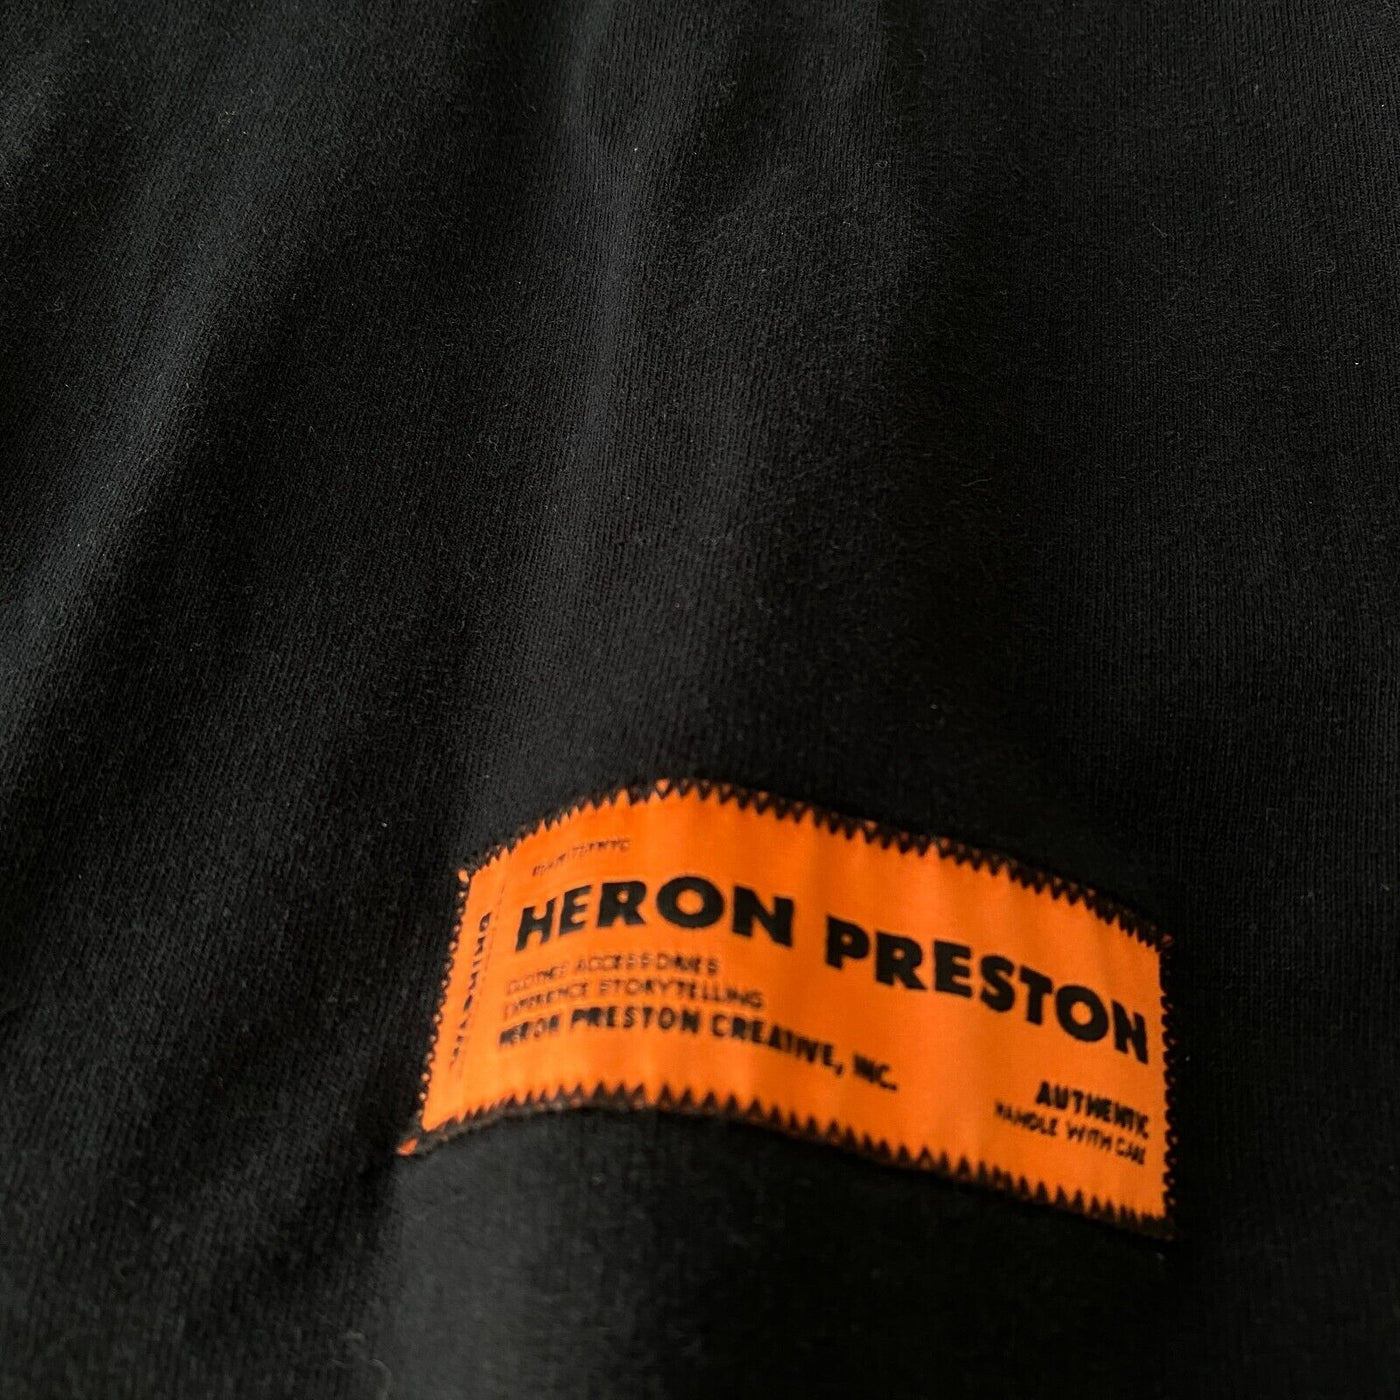 HERON PRESTON
CLOTHES ACCESSORIES
EXPERIENCE STORYTELLING
HERON PRESTON CREATIVE, INC.
AUTHENTIC
HANDLE WITH CARE